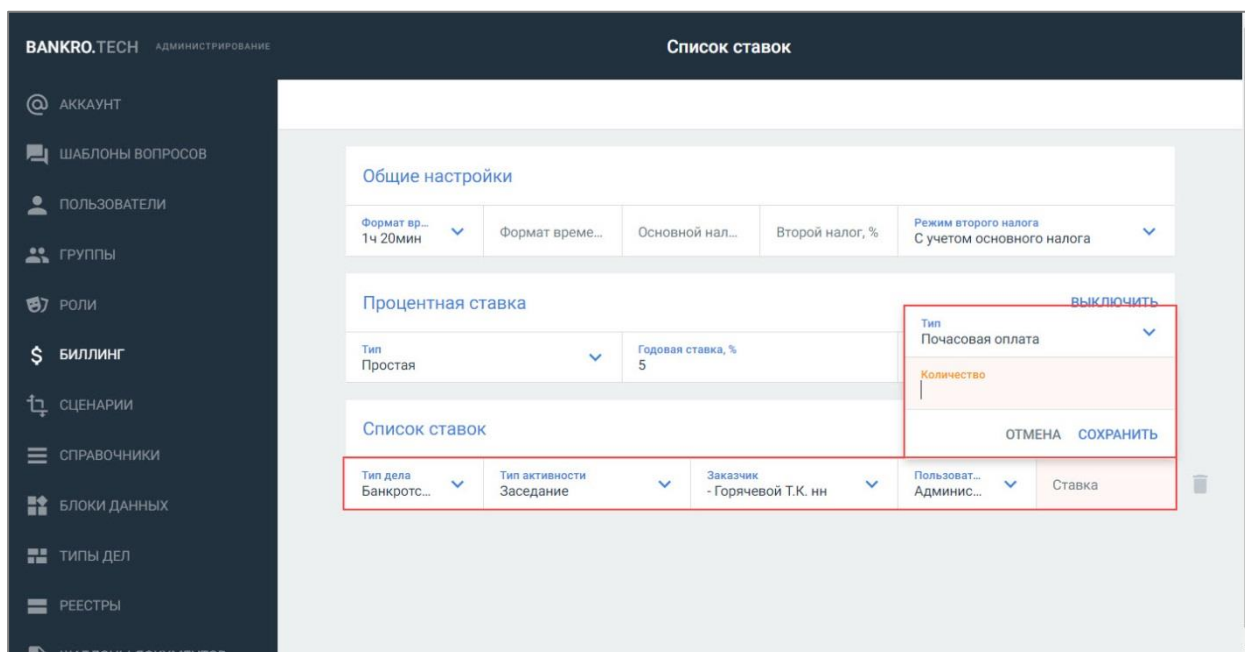 BANKRO.TECH АДМИНИСТРИРОВАНИЕ
Список ставок
АККАУНТ
ШАБЛОНЫ ВОПРОСОВ
ПОЛЬЗОВАТЕЛИ
ГРУППЫ
РОЛИ
БИЛЛИНГ
СЦЕНАРИИ
СПРАВОЧНИКИ
БЛОКИ ДАННЫХ
ТИПЫ ДЕЛ
РЕЕСТРЫ
Общие настройки
Формат вр...
1ч 20мин
Формат време...
Основной нал...
Второй налог, %
Режим второго налога
С учетом основного налога
Процентная ставка
ВЫКЛЮЧИТЬ
Тип
Простая
Годовая ставка, %
5
Тип
Почасовая оплата
Количество
ОТМЕНА СОХРАНИТЬ
Список ставок
Тип дела
Банкротс...
Тип активности
Заседание
Заказчик
- Горячевой Т.К. нн
Пользоват...
Админис...
Ставка